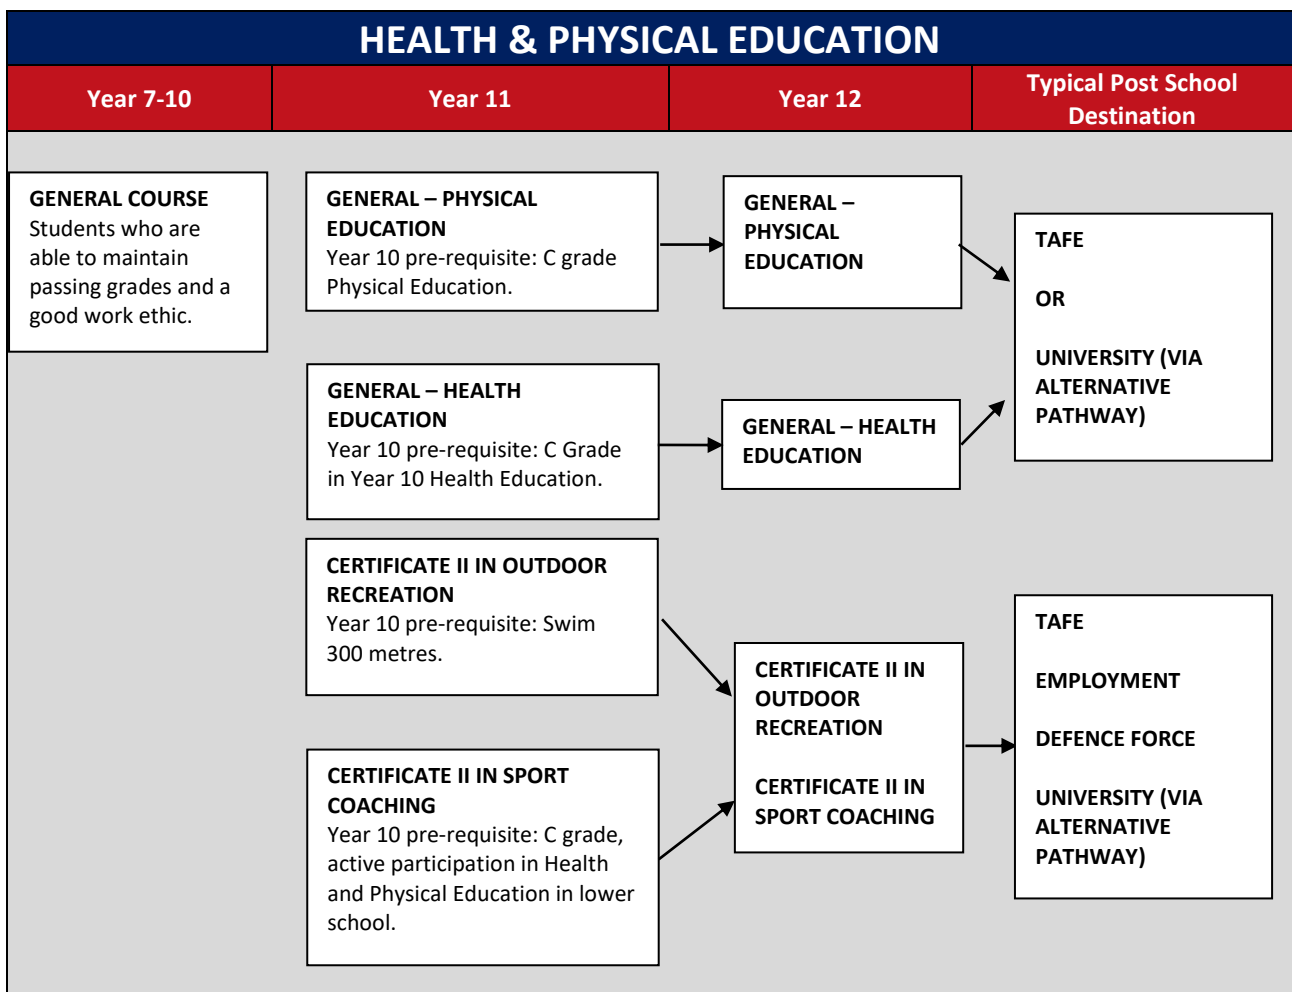 HEALTH & PHYSICAL EDUCATION
Year 7-10
Year 11
Year 12
Typical Post School
Destination
GENERAL COURSE
Students who are
able to maintain
passing grades and a
good work ethic.
GENERAL – PHYSICAL
EDUCATION
Year 10 pre-requisite: C grade
Physical Education.
GENERAL –
PHYSICAL
EDUCATION
TAFE
OR
UNIVERSITY (VIA
ALTERNATIVE
PATHWAY)
GENERAL – HEALTH
EDUCATION
Year 10 pre-requisite: C Grade
in Year 10 Health Education.
GENERAL – HEALTH
EDUCATION
CERTIFICATE II IN OUTDOOR
RECREATION
Year 10 pre-requisite: Swim
300 metres.
CERTIFICATE II IN SPORT
COACHING
Year 10 pre-requisite: C grade,
active participation in Health
and Physical Education in lower
school.
CERTIFICATE II IN
OUTDOOR
RECREATION
CERTIFICATE II IN
SPORT COACHING
TAFE
EMPLOYMENT
DEFENCE FORCE
UNIVERSITY (VIA
ALTERNATIVE
PATHWAY)